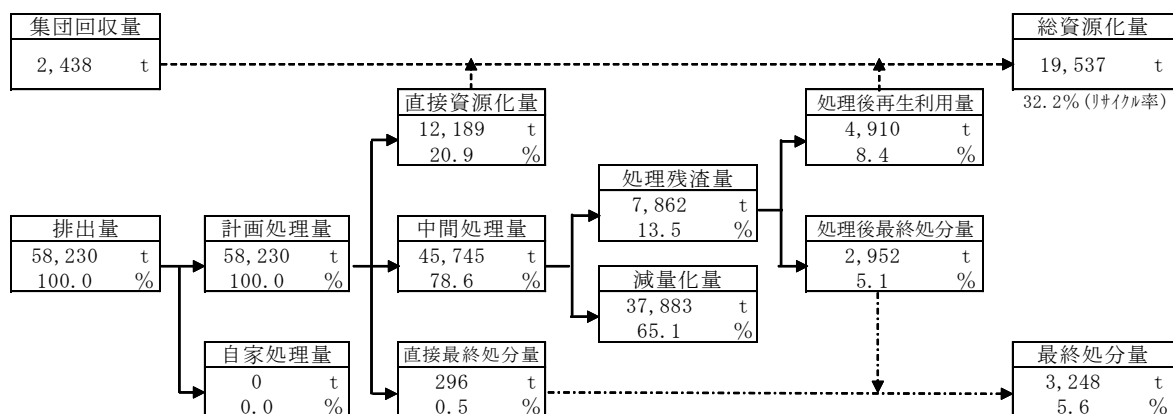 集団回収量
2,438 t
総資源化量
19,537 t
32.2%(ﾘｻｲｸﾙ率)
直接資源化量
12,189 t
20.9 %
処理後再生利用量
4,910 t
8.4 %
処理残渣量
7,862 t
13.5 %
排出量
58,230 t
100.0 %
計画処理量
58,230 t
100.0 %
中間処理量
45,745 t
78.6 %
処理後最終処分量
2,952 t
5.1 %
減量化量
37,883 t
65.1 %
自家処理量
0 t
0.0 %
直接最終処分量
296 t
0.5 %
最終処分量
3,248 t
5.6 %